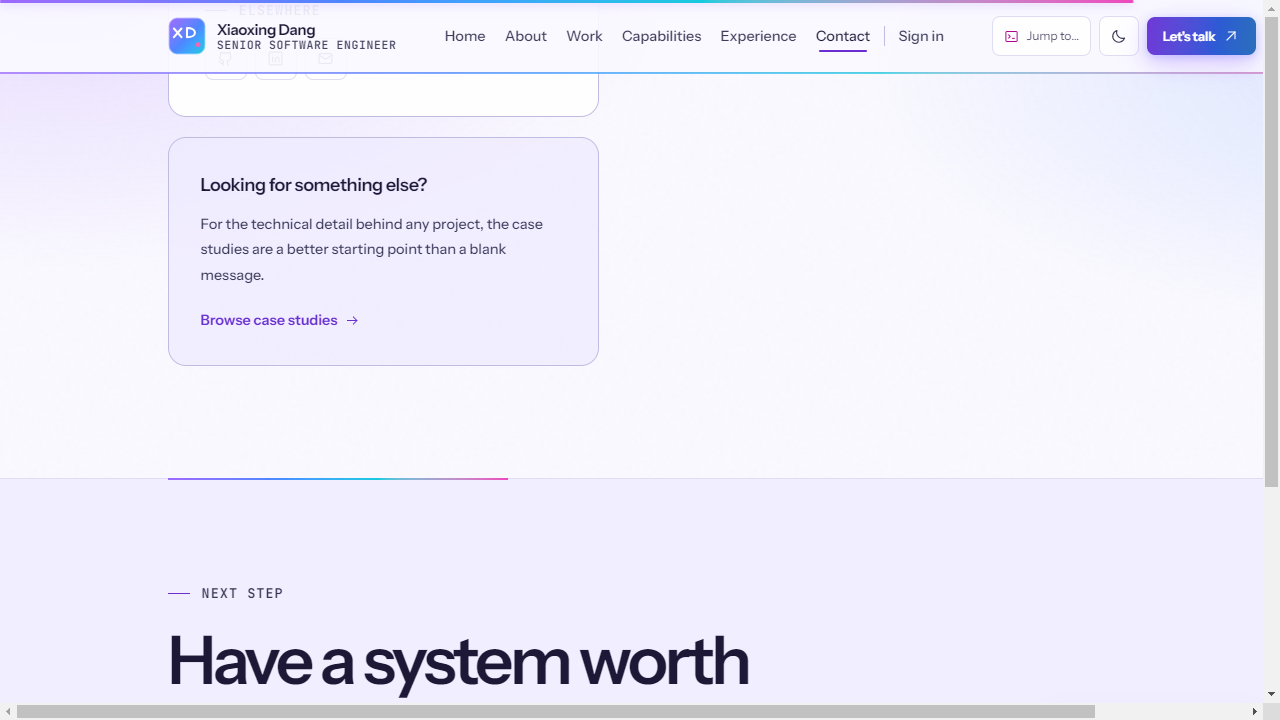 ELSEWHERE
XD
Xiaoxing Dang
SENIOR SOFTWARE ENGINEER
Home
About
Work
Capabilities
Experience
Contact
Sign in
Jump to...
Let's talk
Looking for something else?
For the technical detail behind any project, the case
studies are a better starting point than a blank
message.
Browse case studies
NEXT STEP
Have a system worth